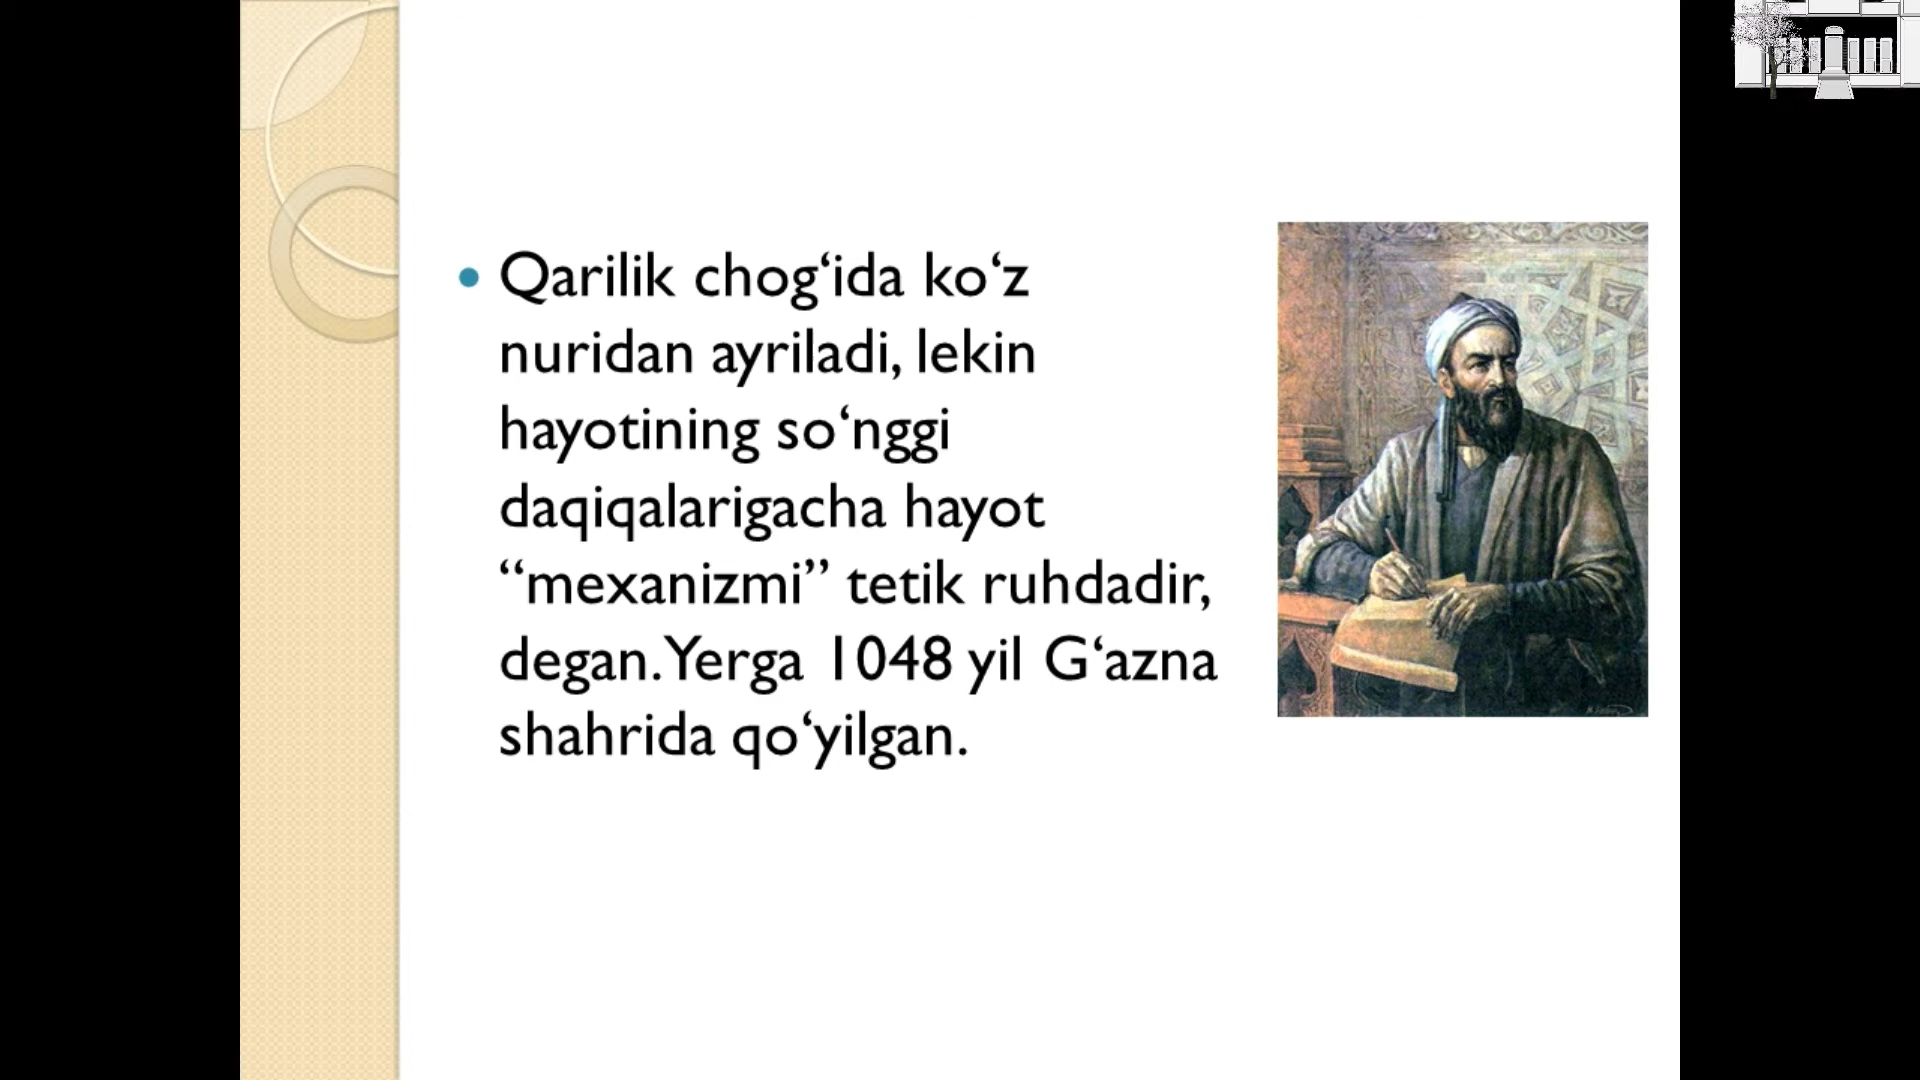 Qarilik chog‘ida ko‘z
nuridan ayriladi, lekin
hayotining so‘nggi
daqiqalarigacha hayot
“mexanizmi” tetik ruhdadir,
degan. Yerga 1048 yil G‘azna
shahrida qo‘yilgan.